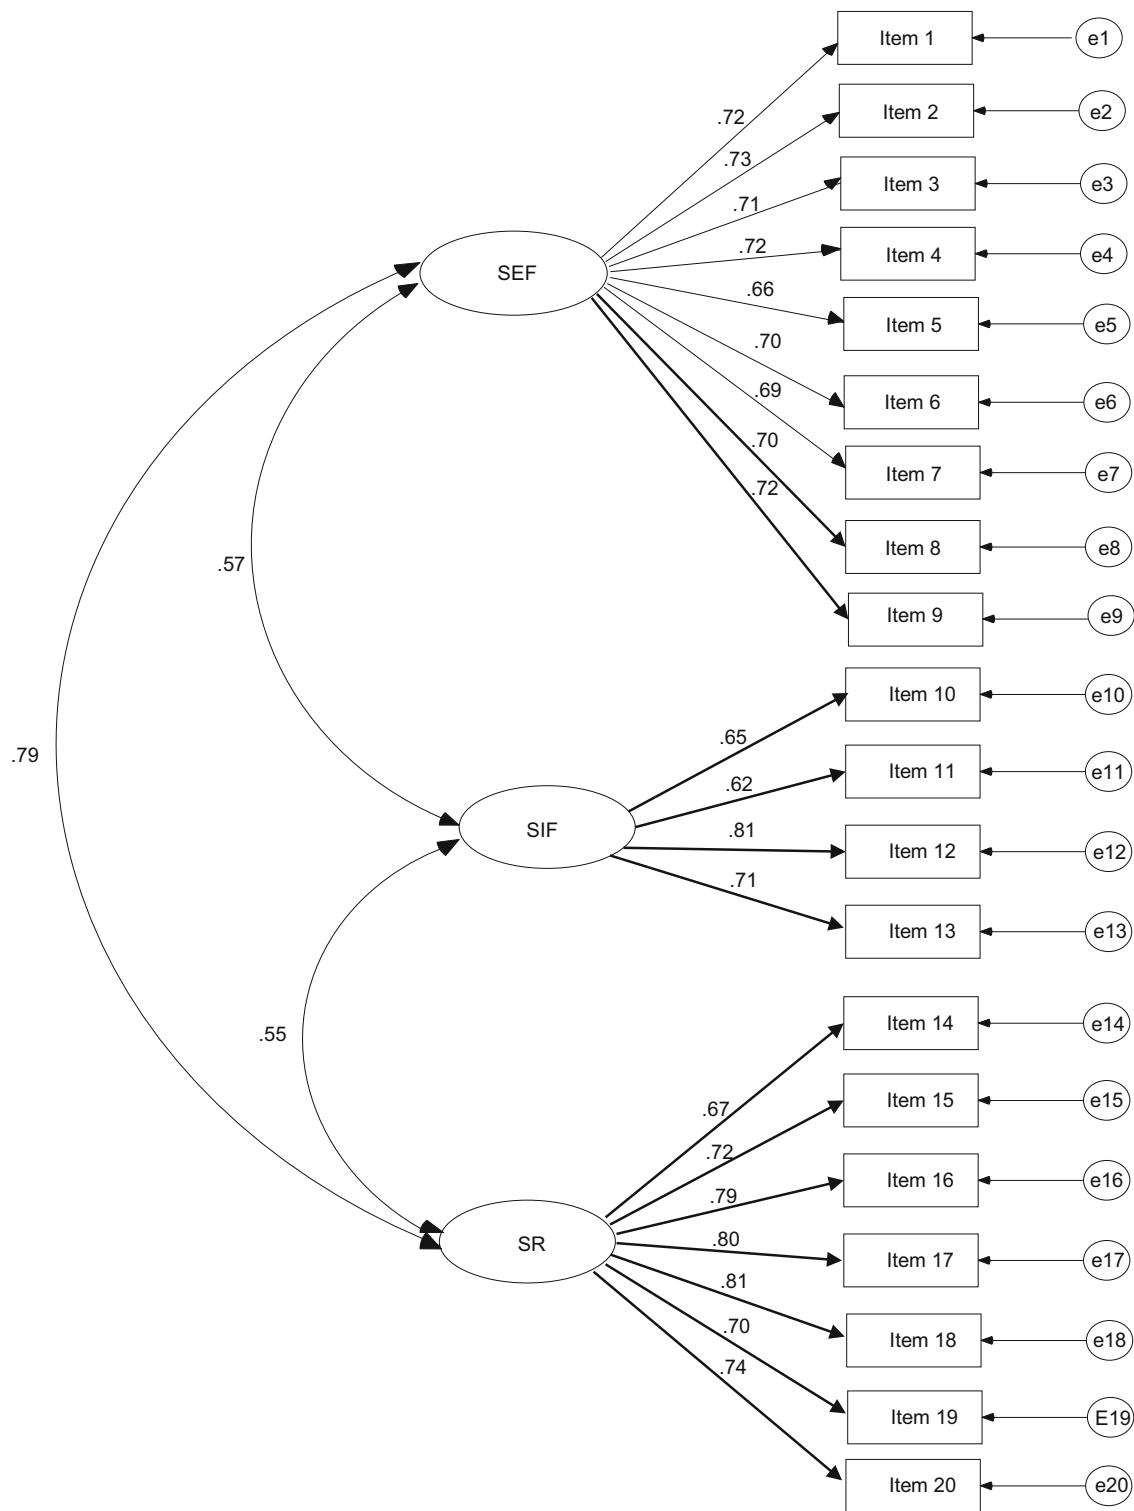 Item 1
e1
Item 2
e2
.72
.73
Item 3
e3
.71
.72
Item 4
e4
SEF
.66
Item 5
e5
.70
.69
Item 6
e6
.70
Item 7
e7
.72
Item 8
e8
.57
Item 9
e9
Item 10
e10
.65
.79
.62
Item 11
e11
SIF
.81
Item 12
e12
.71
Item 13
e13
.55
Item 14
e14
.67
Item 15
e15
.72
Item 16
e16
.79
SR
.80
Item 17
e17
.81
.70
Item 18
e18
.74
Item 19
E19
Item 20
e20